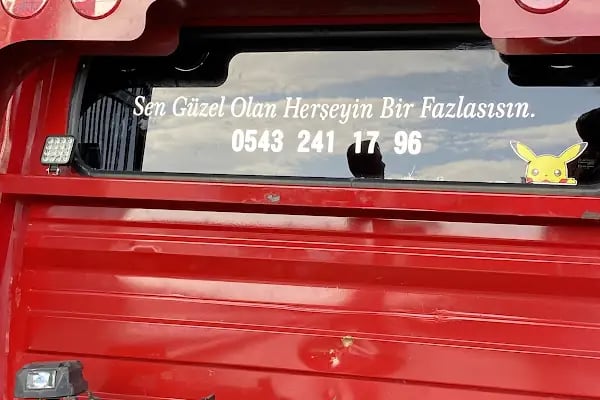 Sen Güzel Olan Herşeyin Bir Fazlasısın.
0543 241 17 96